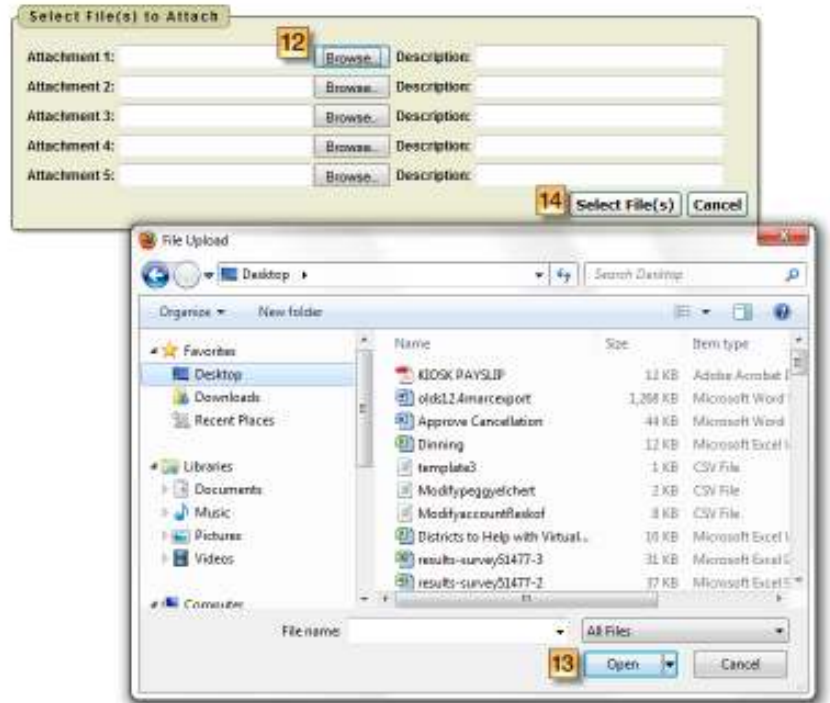 Select File(s) to Attach
12
Attachment 1: Browse.. Description:
Attachment 2: Browse.. Description:
Attachment 3: Browse.. Description:
Attachment 4: Browse.. Description:
Attachment 5: Browse.. Description:
14 Select File(s) Cancel
File Upload
Desktop Search Desktop
Organize New folder
Name Size Item type
Favorites
Desktop
Downloads
Recent Places
Libraries
Documents
Music
Pictures
Videos
Computer
KIOSK PAYSLIP 12 KB Adobe Acrobat
olds12.4marcexport 1,268 KB Microsoft Word
Approve Cancellation 44 KB Microsoft Word
Dinning 12 KB Microsoft Excel
template3 1 KB CSV File
Modifypeggyelchert 2 KB CSV File
Modifyaccountfleskof 8 KB CSV File
Districts to Help with Virtual... 16 KB Microsoft Excel
results-survey51477-3 31 KB Microsoft Excel
results-survey51477-2 37 KB Microsoft Excel
File name: All Files
13 Open Cancel